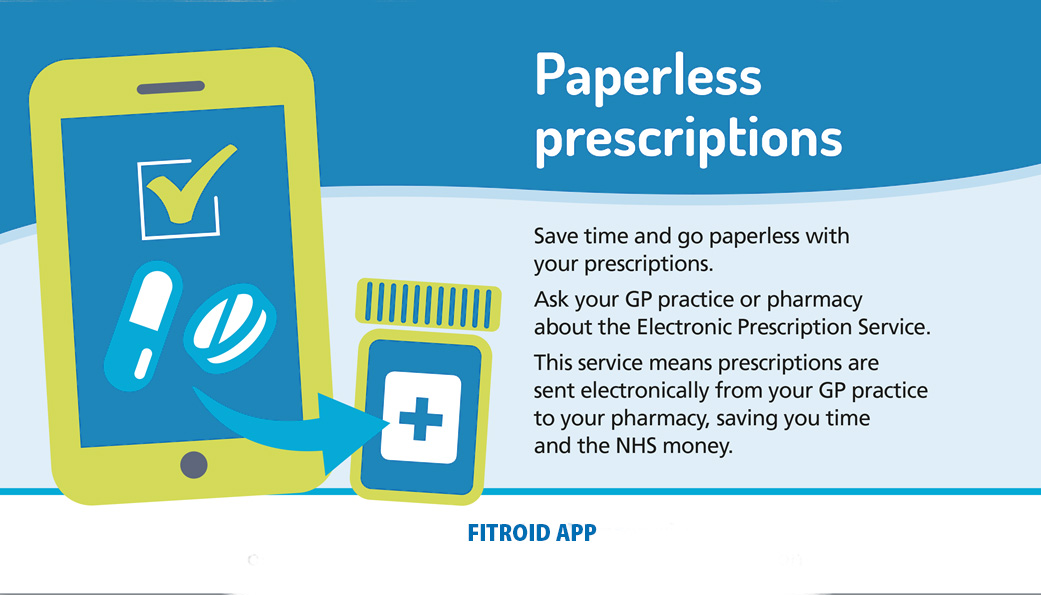 Paperless
prescriptions
Save time and go paperless with
your prescriptions.
Ask your GP practice or pharmacy
about the Electronic Prescription Service.
This service means prescriptions are
sent electronically from your GP practice
to your pharmacy, saving you time
and the NHS money.
FITROID APP